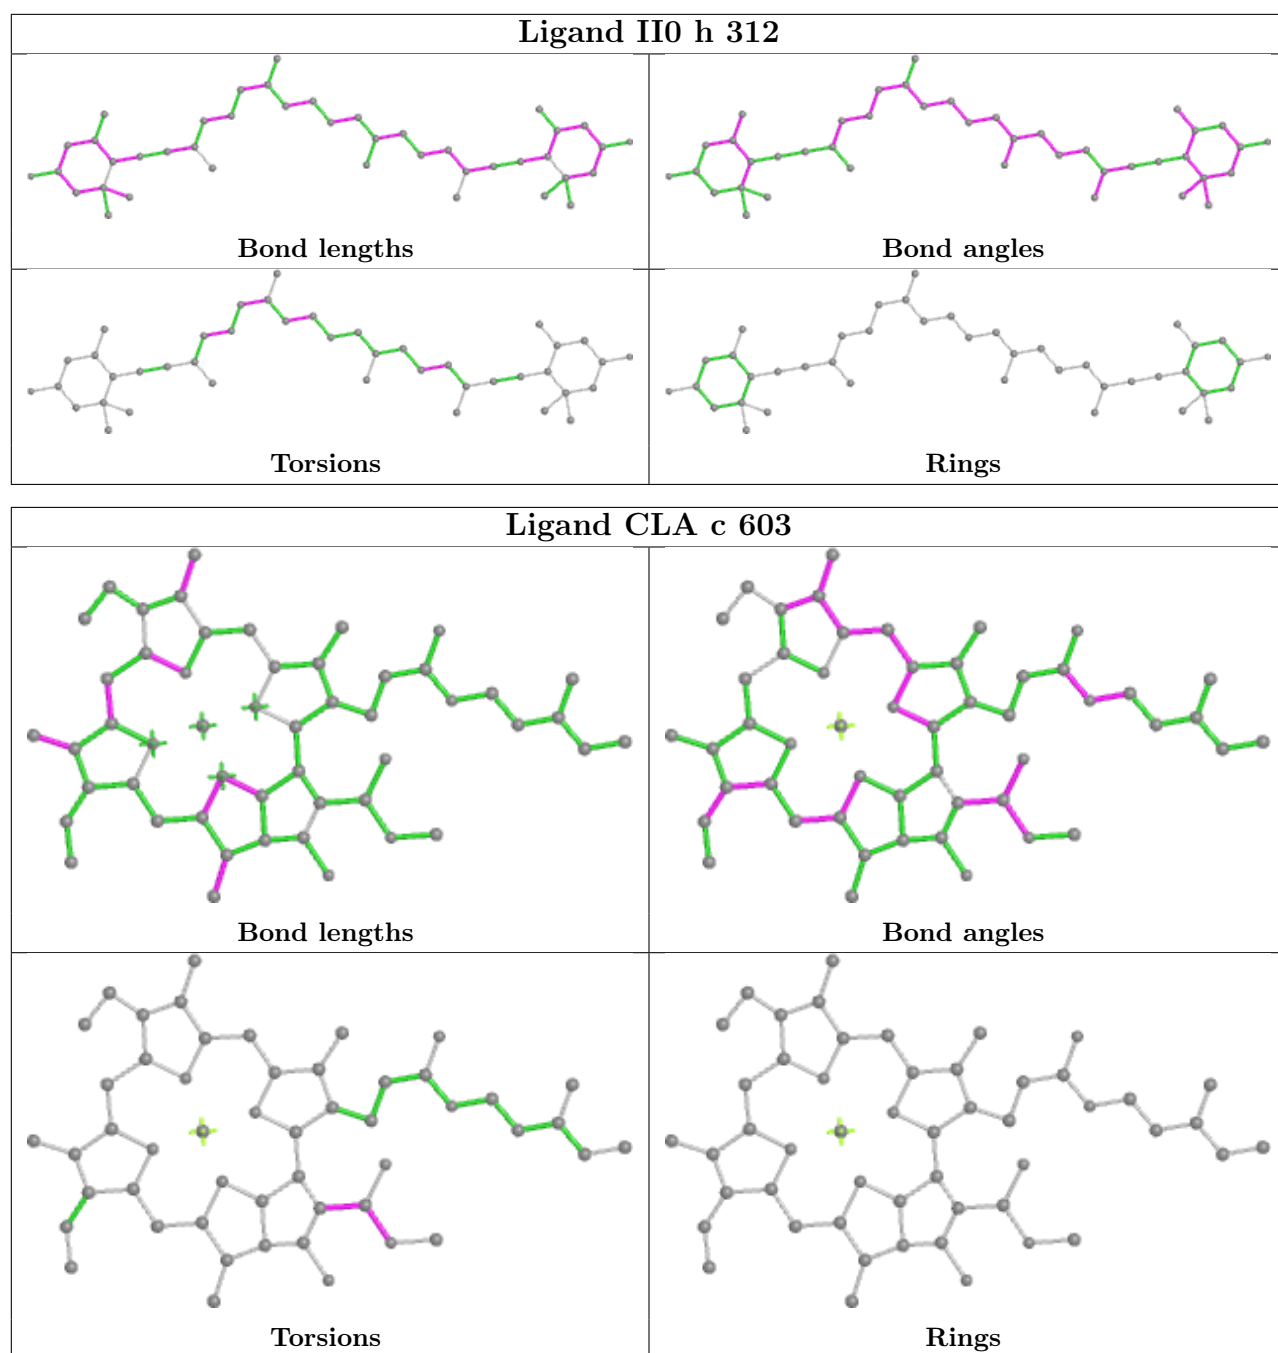 Ligand II0 h 312
Bond lengths
Bond angles
Torsions
Rings
Ligand CLA c 603
Bond lengths
Bond angles
Torsions
Rings